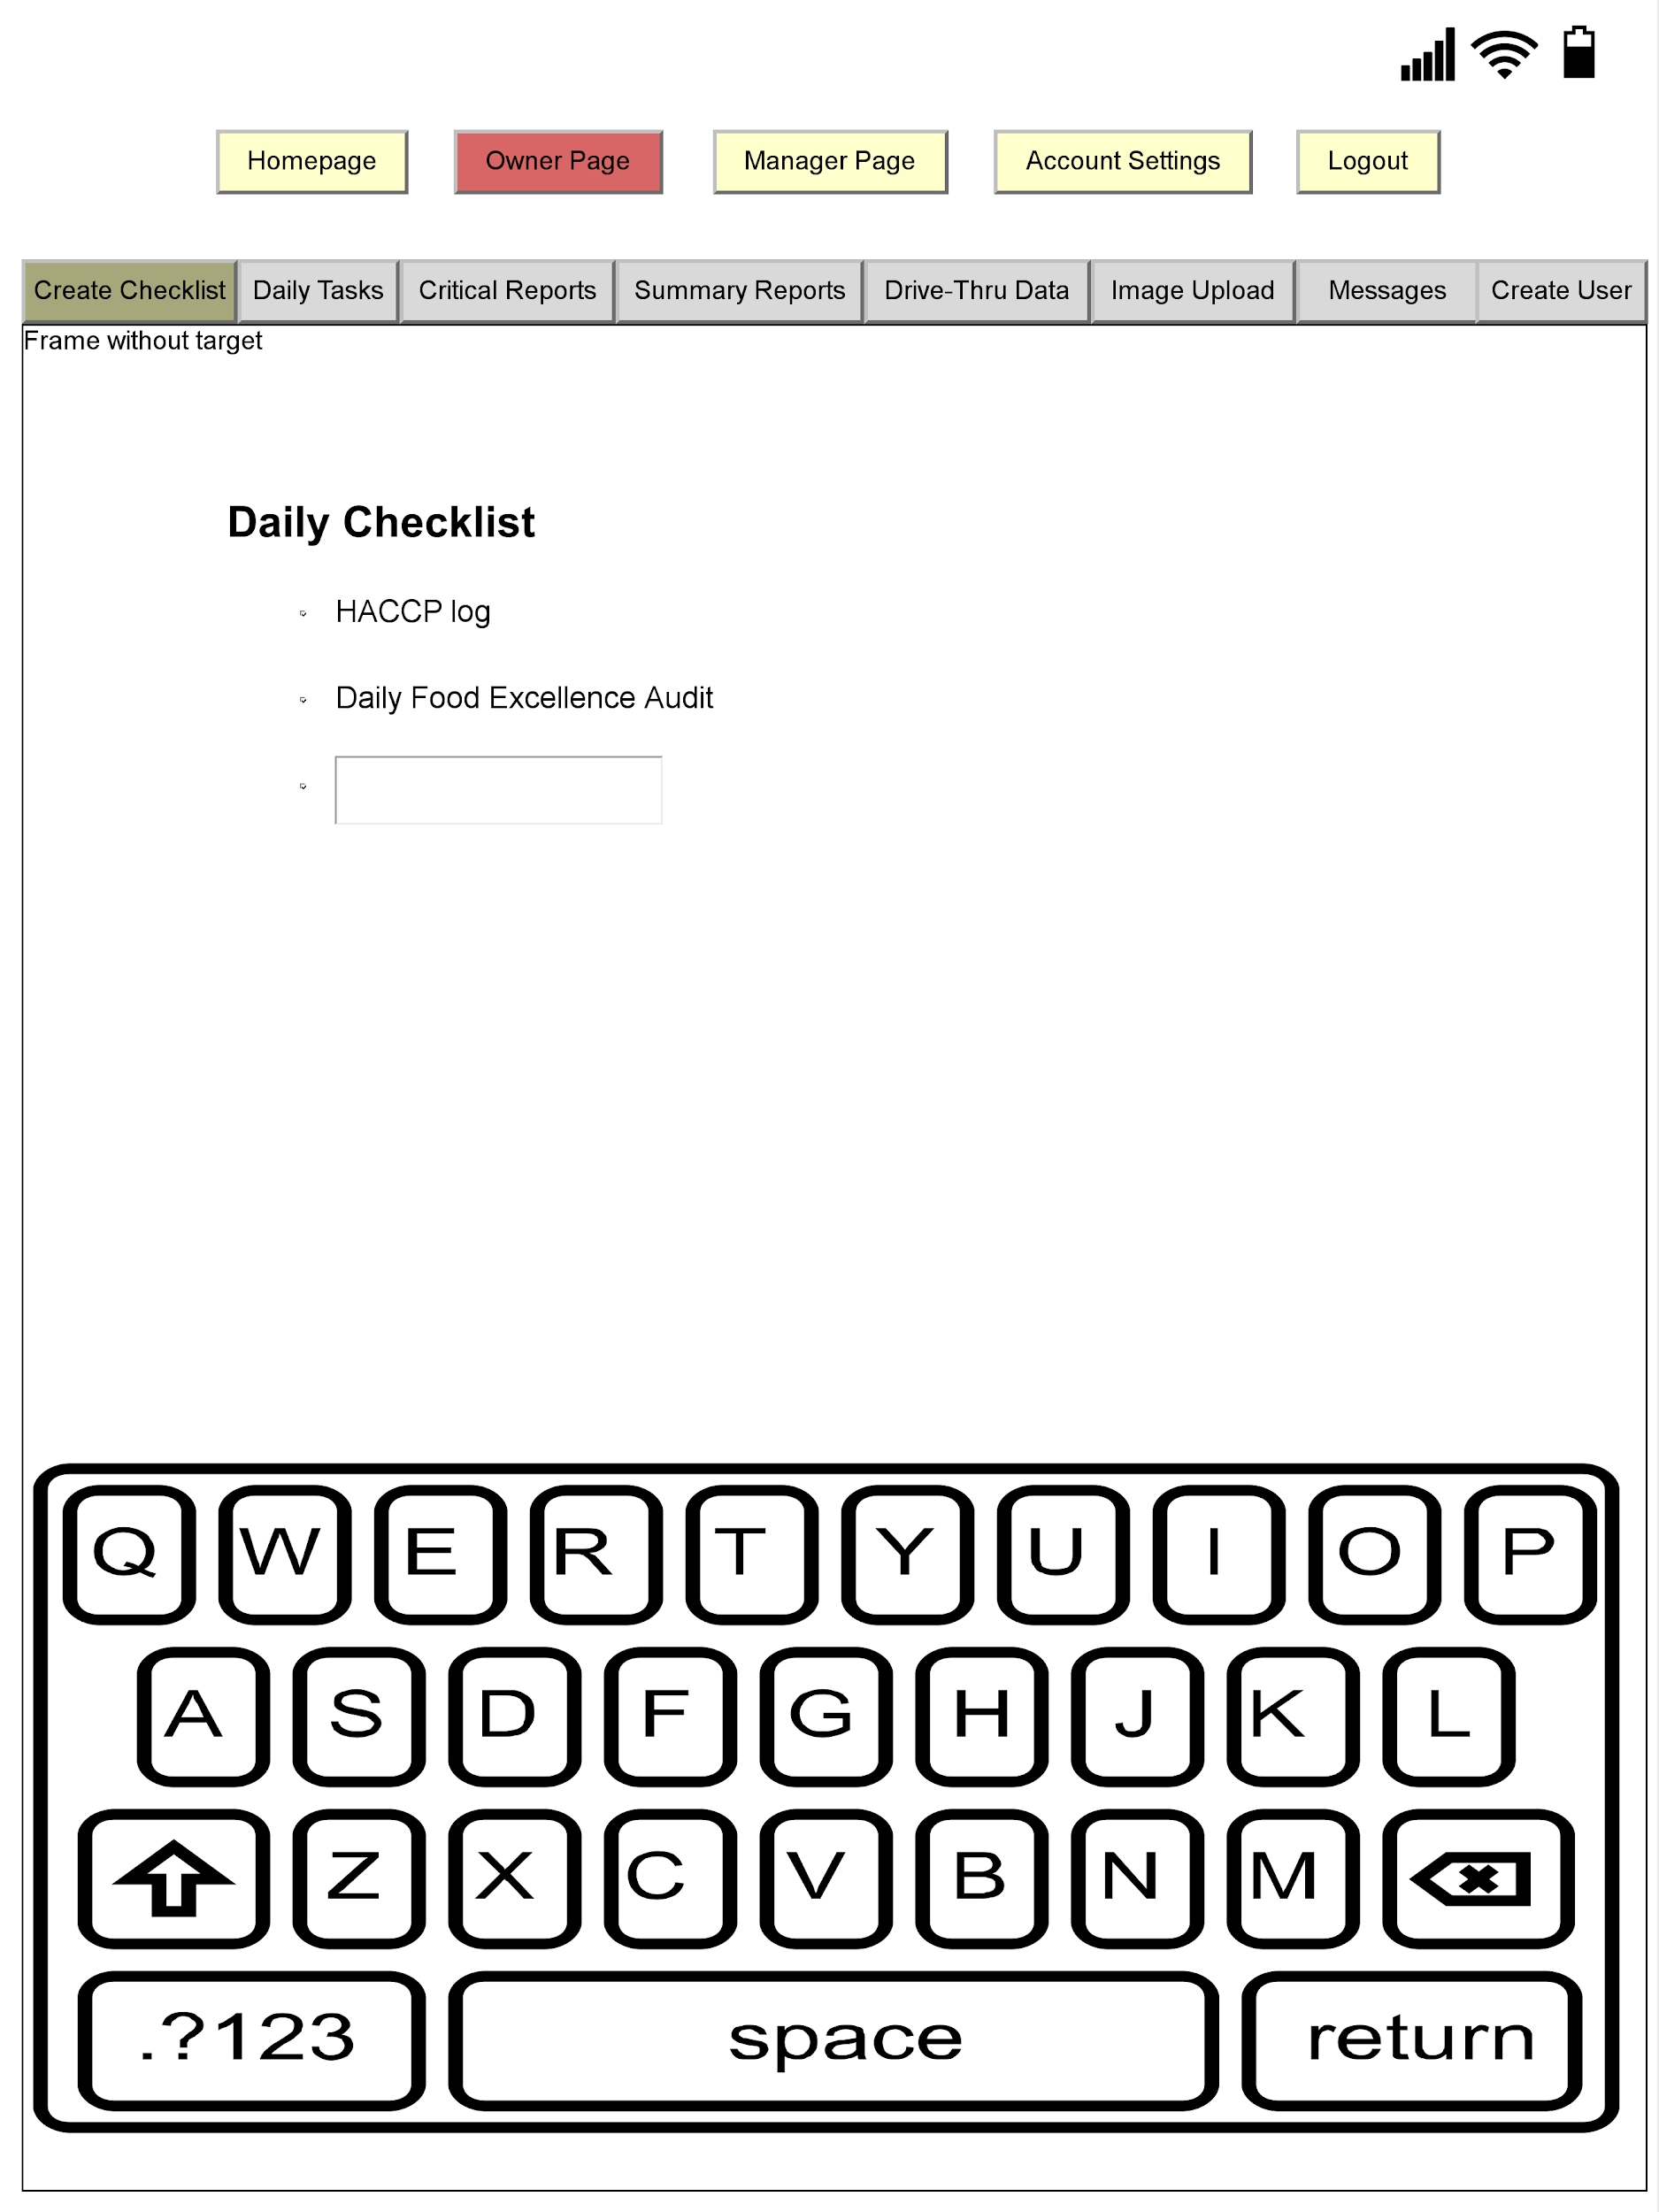 Homepage Owner Page Manager Page Account Settings Logout
Create Checklist Daily Tasks Critical Reports Summary Reports Drive-Thru Data Image Upload Messages Create User
Frame without target
Daily Checklist
HACCP log
Daily Food Excellence Audit
Q W E R T Y U I O P
A S D F G H J K L
Z X C V B N M
.?123 space return